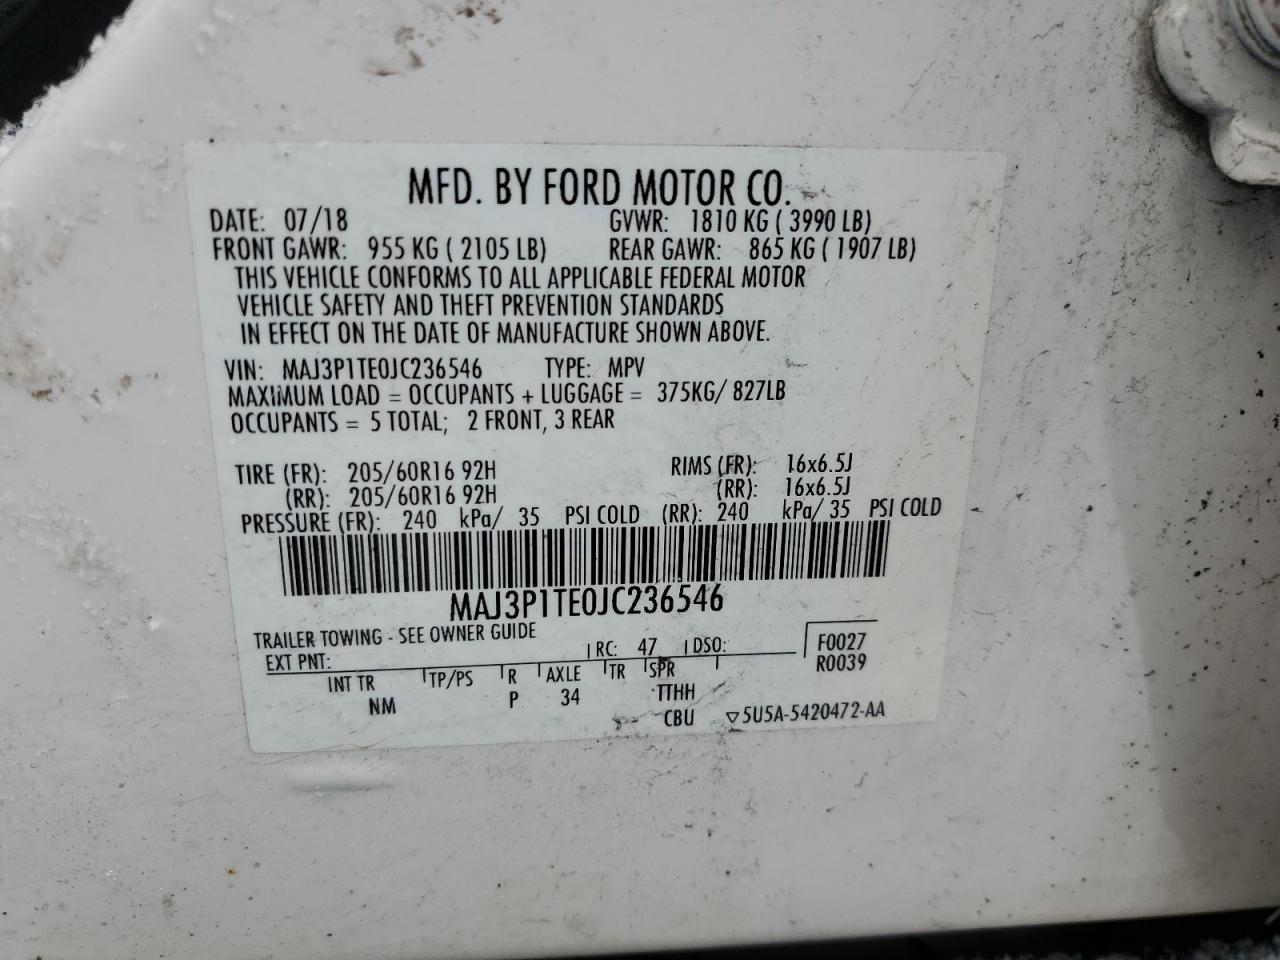 MFD. BY FORD MOTOR CO.
DATE: 07/18 GVWR: 1810 KG ( 3990 LB)
FRONT GAWR: 955 KG ( 2105 LB) REAR GAWR: 865 KG ( 1907 LB)
THIS VEHICLE CONFORMS TO ALL APPLICABLE FEDERAL MOTOR
VEHICLE SAFETY AND THEFT PREVENTION STANDARDS
IN EFFECT ON THE DATE OF MANUFACTURE SHOWN ABOVE.
VIN: MAJ3P1TE0JC236546 TYPE: MPV
MAXIMUM LOAD = OCCUPANTS + LUGGAGE = 375KG/ 827LB
OCCUPANTS = 5 TOTAL; 2 FRONT, 3 REAR
TIRE (FR): 205/60R16 92H RIMS (FR): 16x6.5J
(RR): 205/60R16 92H (RR): 16x6.5J
PRESSURE (FR): 240 kPa/ 35 PSI COLD (RR): 240 kPa/ 35 PSI COLD
MAJ3P1TE0JC236546
TRAILER TOWING - SEE OWNER GUIDE
EXT PNT: RC: 47 DSO: F0027
R0039
INT TR TP/PS R AXLE TR SPR
NM P 34 TTHH
CBU ▽5U5A-5420472-AA